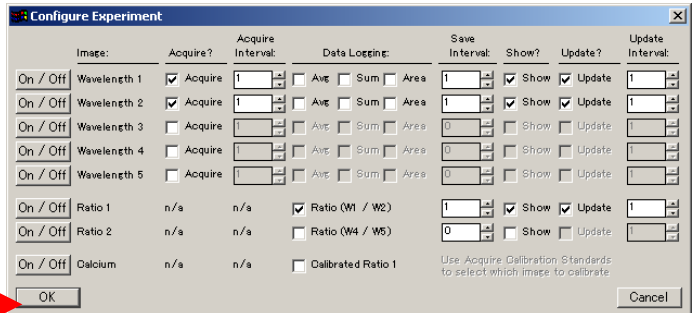 Configure Experiment
Image: Acquire? Acquire Interval: Data Logging: Save Interval: Show? Update? Update Interval:
On / Off Wavelength 1 Acquire 1 Avg Sum Area 1 Show Update 1
On / Off Wavelength 2 Acquire 1 Avg Sum Area 1 Show Update 1
On / Off Wavelength 3 Acquire 1 Avg Sum Area 0 Show Update 1
On / Off Wavelength 4 Acquire 1 Avg Sum Area 0 Show Update 1
On / Off Wavelength 5 Acquire 1 Avg Sum Area 0 Show Update 1
On / Off Ratio 1 n/a n/a Ratio (W1 / W2) 1 Show Update 1
On / Off Ratio 2 n/a n/a Ratio (W4 / W5) 0 Show Update 1
On / Off Calcium n/a n/a Calibrated Ratio 1 Use Acquire Calibration Standards
to select which image to calibrate
OK Cancel